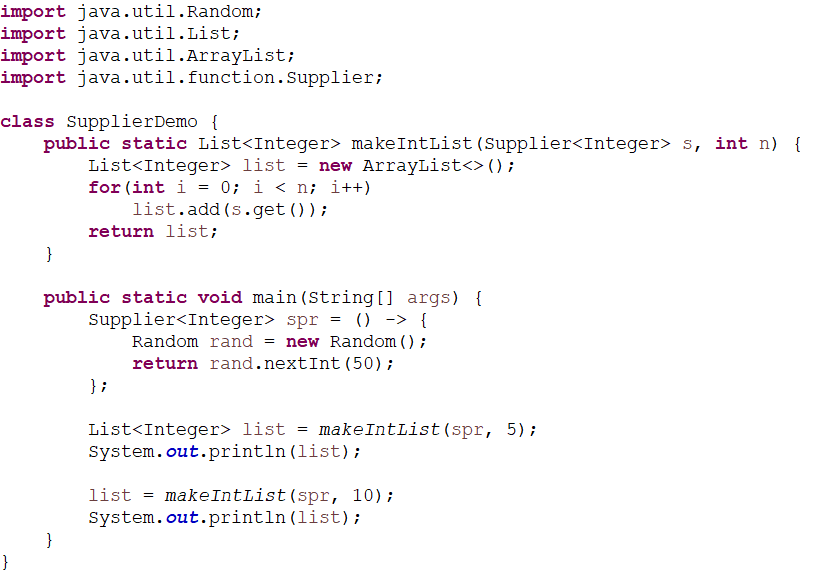 import java.util.Random;
import java.util.List;
import java.util.ArrayList;
import java.util.function.Supplier;

class SupplierDemo {
    public static List<Integer> makeIntList(Supplier<Integer> s, int n) {
        List<Integer> list = new ArrayList<>();
        for(int i = 0; i < n; i++)
            list.add(s.get());
        return list;
    }

    public static void main(String[] args) {
        Supplier<Integer> spr = () -> {
            Random rand = new Random();
            return rand.nextInt(50);
        };

        List<Integer> list = makeIntList(spr, 5);
        System.out.println(list);

        list = makeIntList(spr, 10);
        System.out.println(list);
    }
}